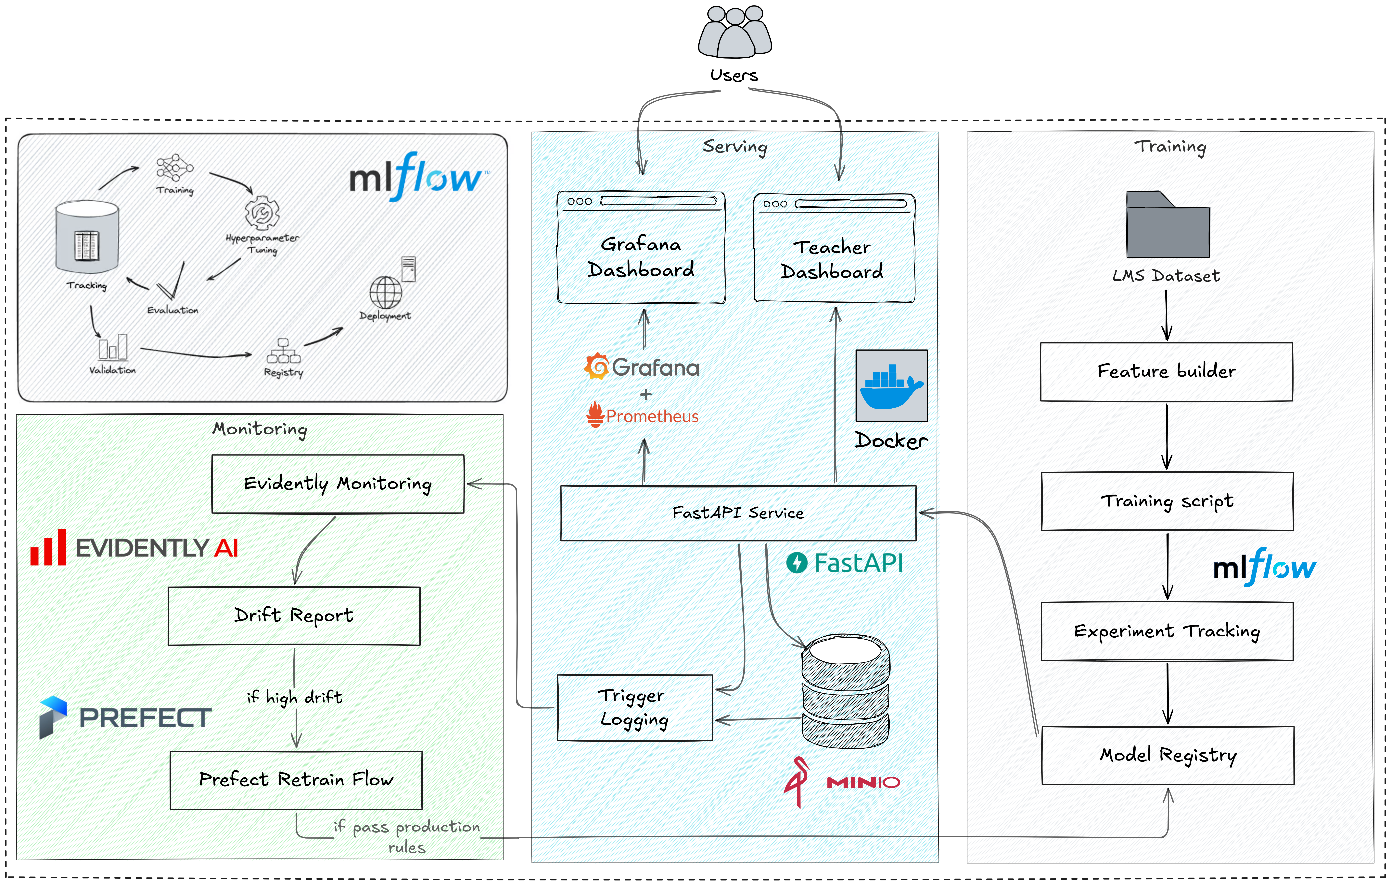 Users
mlflow
Training
Hyperparameter
Tuning
Tracking
Evaluation
Deployment
Validation
Registry
Serving
Grafana
Dashboard
Teacher
Dashboard
Grafana
+
Prometheus
Docker
FastAPI Service
FastAPI
Trigger
Logging
MINIO
Training
LMS Dataset
Feature builder
Training script
mlflow
Experiment Tracking
Model Registry
Monitoring
Evidently Monitoring
EVIDENTLY AI
Drift Report
if high drift
PREFECT
Prefect Retrain Flow
if pass production
rules